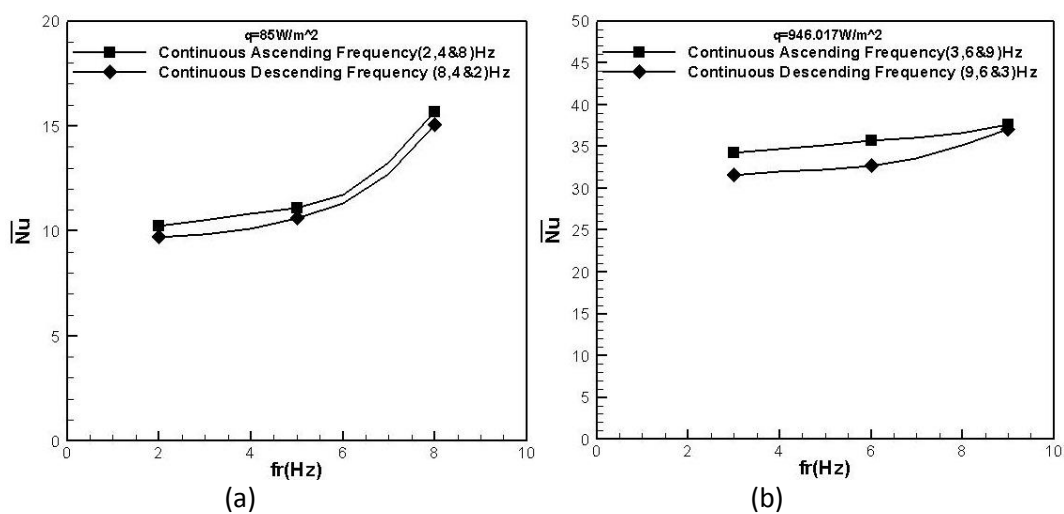 q=85W/m^2
Continuous Ascending Frequency(2,4&8)Hz
Continuous Descending Frequency (8,4&2)Hz
20
15
10
5
0
N̅u̅
0 2 4 6 8 10
fr(Hz)
(a)
q=946.017W/m^2
Continuous Ascending Frequency(3,6&9)Hz
Continuous Descending Frequency (9,6&3)Hz
50
45
40
35
30
25
20
15
10
5
0
N̅u̅
0 2 4 6 8 10
fr(Hz)
(b)